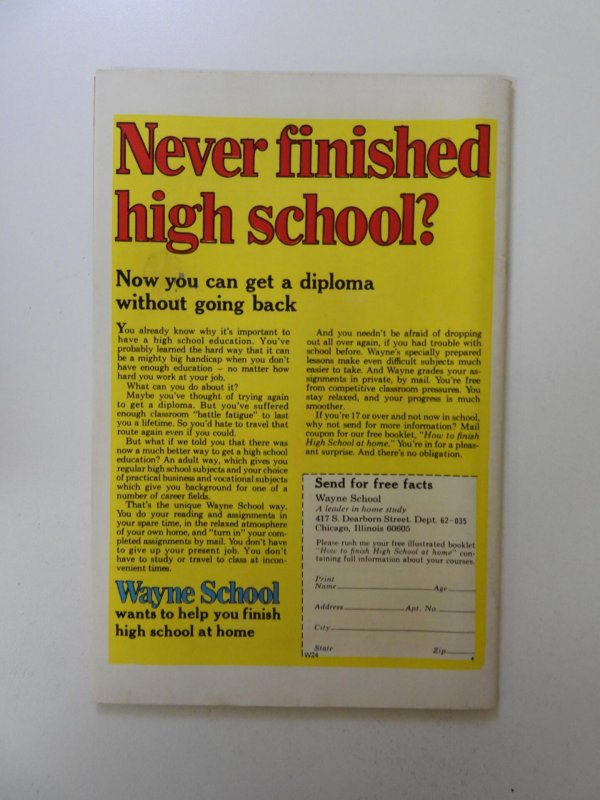 Never finished
high school?
Now you can get a diploma
without going back
You already know why it's important to
have a high school education. You've
probably learned the hard way that it can
be a mighty big handicap when you don't
have enough education – no matter how
hard you work at your job.
What can you do about it?
Maybe you've thought of trying again
to get a diploma. But you've suffered
enough classroom "battle fatigue" to last
you a lifetime. So you'd hate to travel that
route again even if you could.
But what if we told you that there was
now a much better way to get a high school
education? An adult way, which gives you
regular high school subjects and your choice
of practical business and vocational subjects
which give you background for one of a
number of career fields.
That's the unique Wayne School way.
You do your reading and assignments in
your spare time, in the relaxed atmosphere
of your own home, and "turn in" your com-
pleted assignments by mail. You don't have
to give up your present job. You don't
have to study or travel to class at incon-
venient times.
Wayne School
wants to help you finish
high school at home
And you needn't be afraid of dropping
out all over again, if you had trouble with
school before. Wayne's specially prepared
lessons make even difficult subjects much
easier to take. And Wayne grades your as-
signments in private, by mail. You're free
from competitive classroom pressures. You
stay relaxed, and your progress is much
smoother.
If you're 17 or over and not now in school,
why not send for more information? Mail
coupon for our free booklet, "How to finish
High School at home." You're in for a pleas-
ant surprise. And there's no obligation.
Send for free facts
Wayne School
A leader in home study
417 S. Dearborn Street. Dept. 62-035
Chicago, Illinois 60605
Please rush me your free illustrated booklet
"How to finish High School at home" con-
taining full information about your courses.
Print
Name Age
Address Apt. No.
City
State Zip
W24